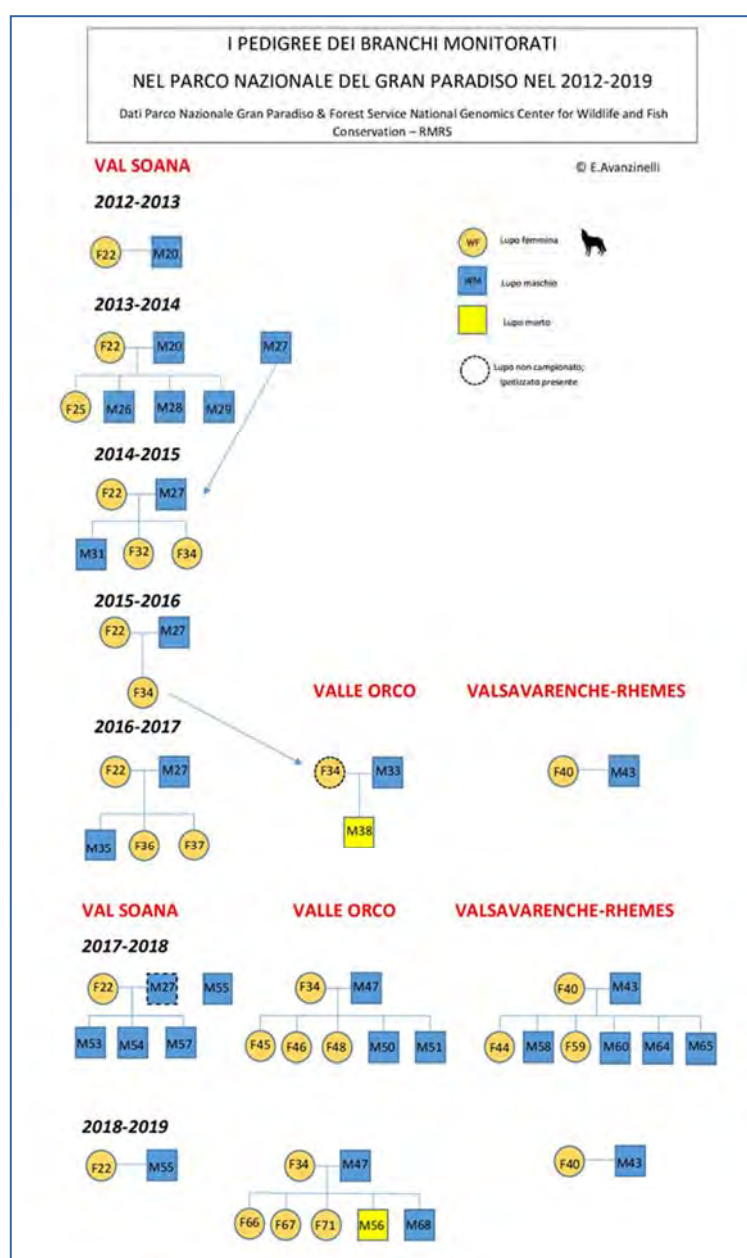 I PEDIGREE DEI BRANCHI MONITORATI
NEL PARCO NAZIONALE DEL GRAN PARADISO NEL 2012-2019
Dati Parco Nazionale Gran Paradiso & Forest Service National Genomics Center for Wildlife and Fish
Conservation – RMRS
VAL SOANA
© E.Avanzinelli
2012-2013
WF Lupo femmina
F22 M20
WM Lupo maschio
2013-2014
Lupo morto
F22 M20 M27
Lupo non campionato;
ipotizzato presente
F25 M26 M28 M29
2014-2015
F22 M27
M31 F32 F34
2015-2016
F22 M27
F34
VALLE ORCO
VALSAVARENCHE-RHEMES
2016-2017
F22 M27 F34 M33 F40 M43
M35 F36 F37 M38
VAL SOANA
VALLE ORCO
VALSAVARENCHE-RHEMES
2017-2018
F22 M27 M55 F34 M47 F40 M43
M53 M54 M57 F45 F46 F48 M50 M51 F44 M58 F59 M60 M64 M65
2018-2019
F22 M55 F34 M47 F40 M43
F66 F67 F71 M56 M68